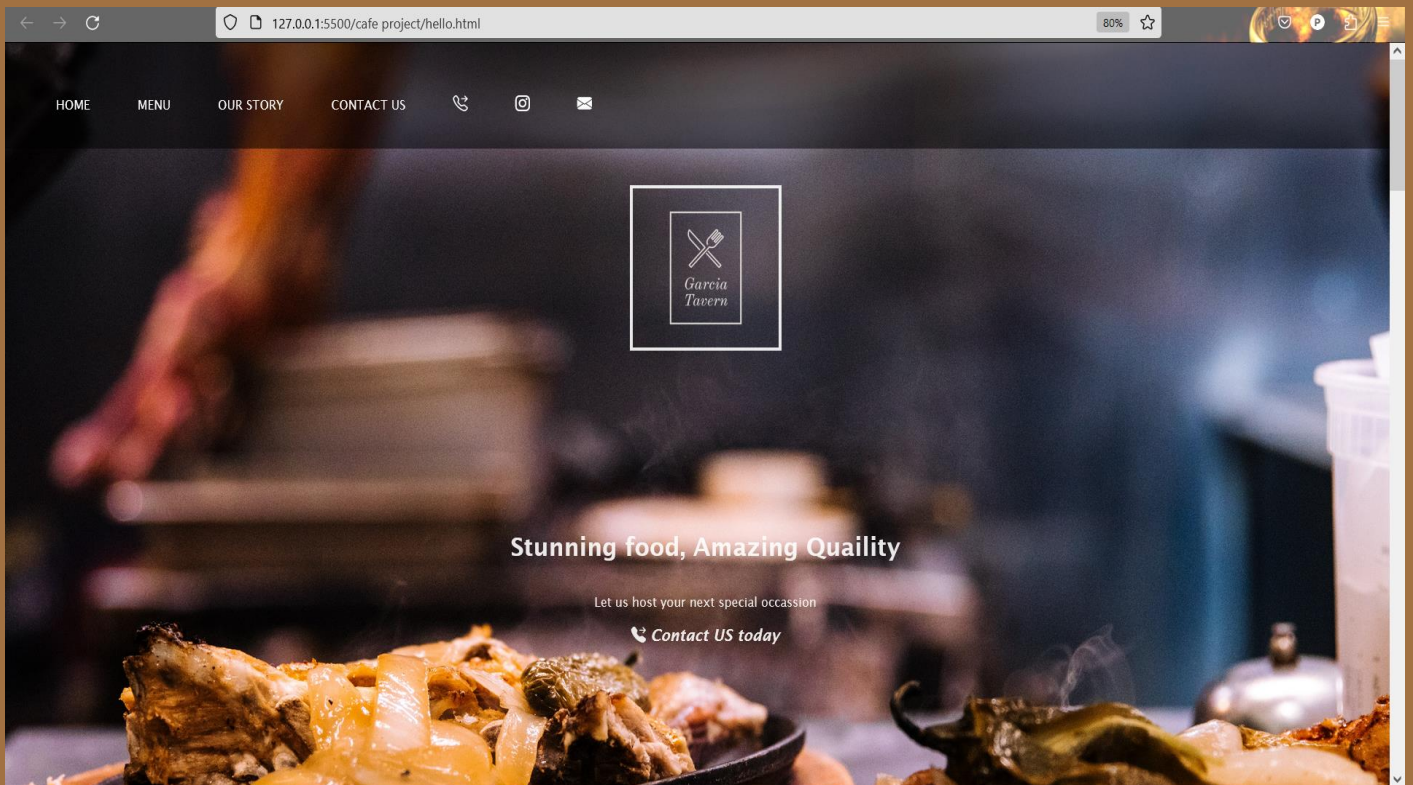 127.0.0.1:5500/cafe project/hello.html
80%
P
HOME MENU OUR STORY CONTACT US
Garcia
Tavern
Stunning food, Amazing Quaility
Let us host your next special occassion
Contact US today